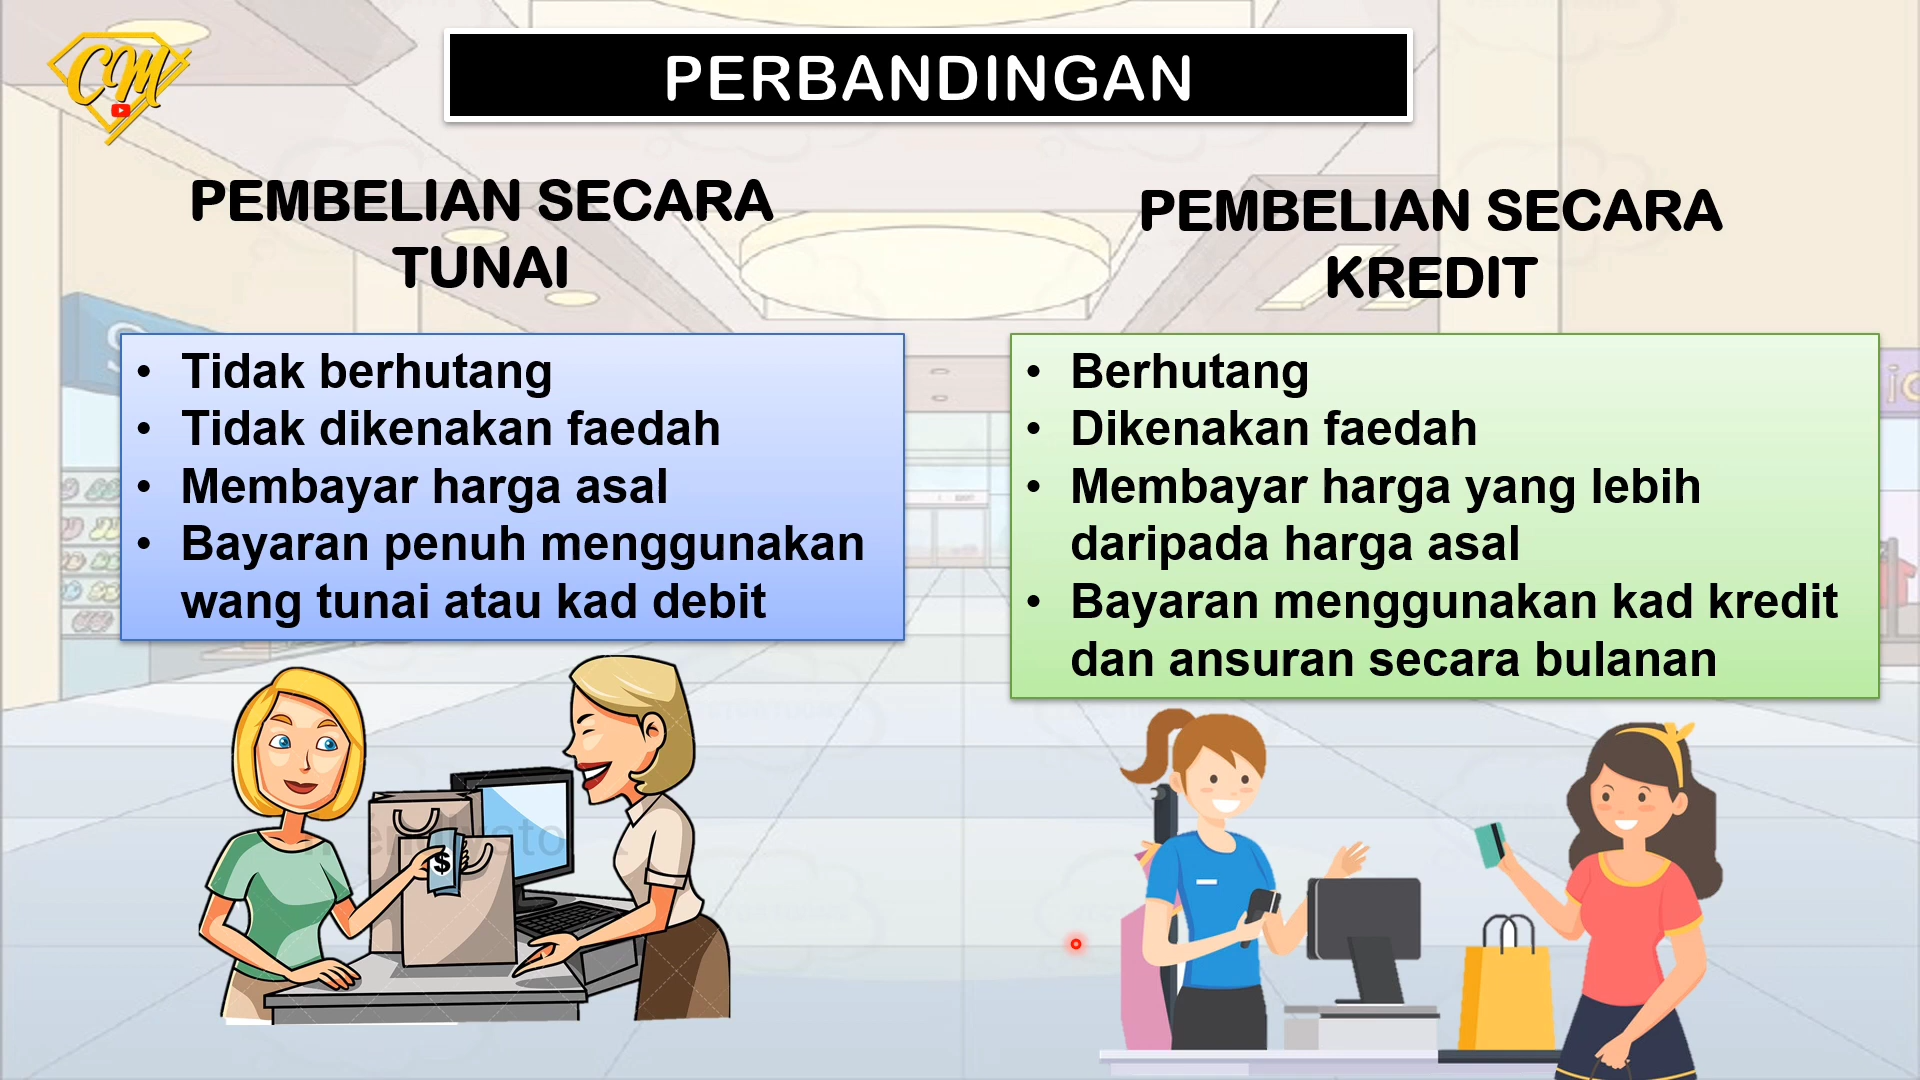 CM
PERBANDINGAN
PEMBELIAN SECARA
TUNAI
• Tidak berhutang
• Tidak dikenakan faedah
• Membayar harga asal
• Bayaran penuh menggunakan
wang tunai atau kad debit
PEMBELIAN SECARA
KREDIT
• Berhutang
• Dikenakan faedah
• Membayar harga yang lebih
daripada harga asal
• Bayaran menggunakan kad kredit
dan ansuran secara bulanan
$